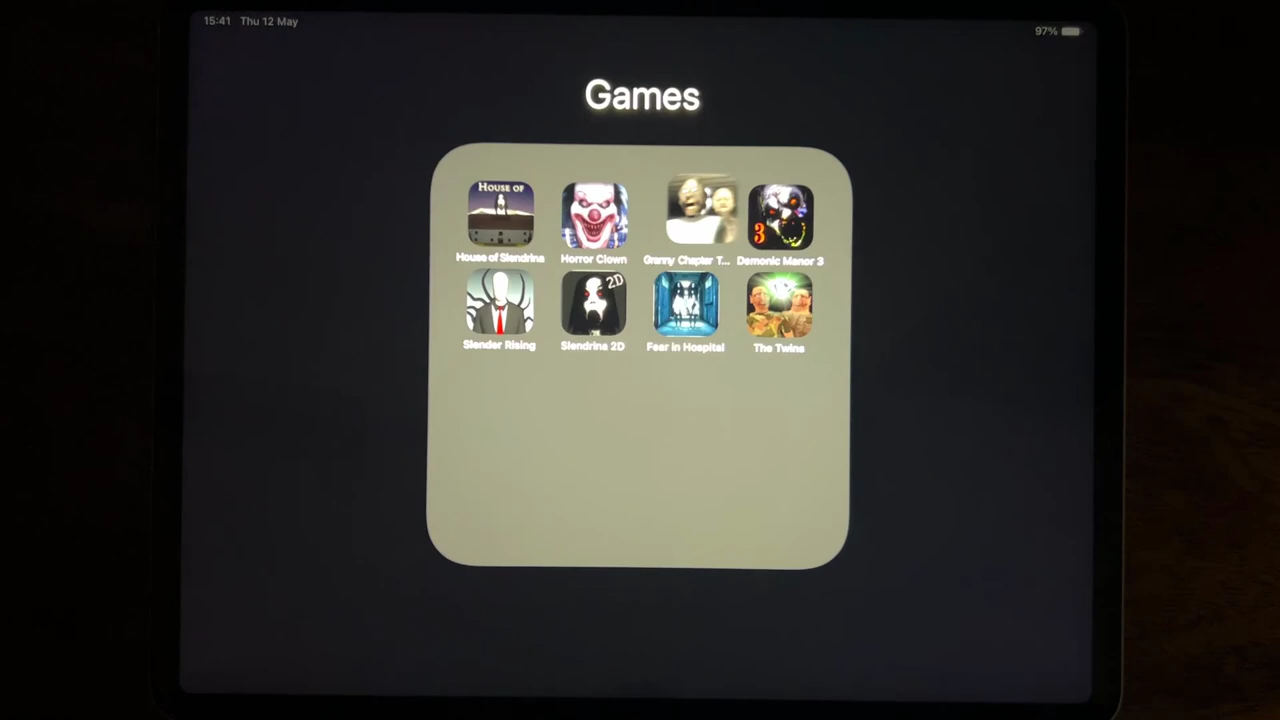 15:41 Thu 12 May
97%
Games
HOUSE OF
3
House of Slendrina
Horror Clown
Granny Chapter T...
Demonic Manor 3
2D
Slender Rising
Slendrina 2D
Fear in Hospital
The Twins